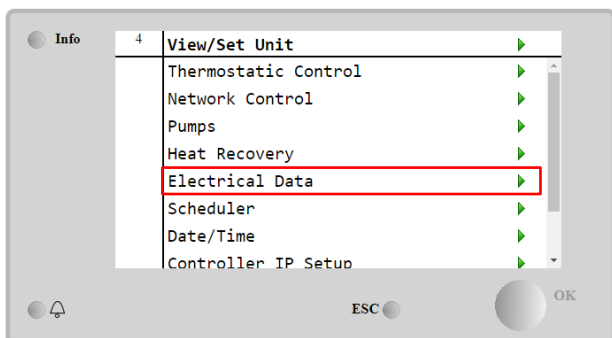 Info
4 View/Set Unit
Thermostatic Control
Network Control
Pumps
Heat Recovery
Electrical Data
Scheduler
Date/Time
Controller IP Setup
ESC
OK